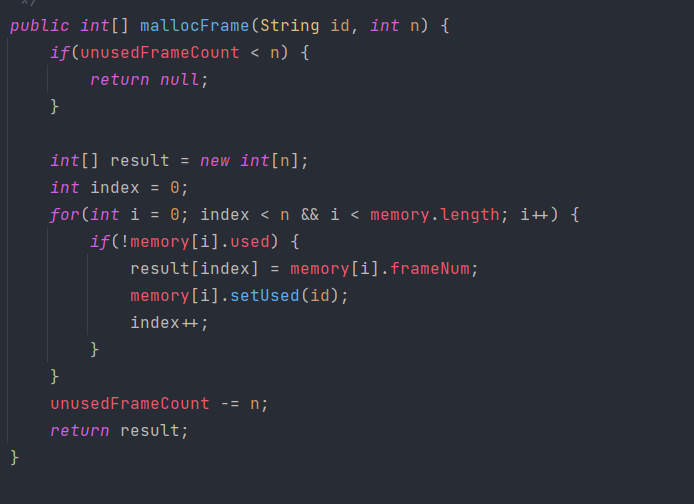 */
public int[] mallocFrame(String id, int n) {
    if(unusedFrameCount < n) {
        return null;
    }

    int[] result = new int[n];
    int index = 0;
    for(int i = 0; index < n && i < memory.length; i++) {
        if(!memory[i].used) {
            result[index] = memory[i].frameNum;
            memory[i].setUsed(id);
            index++;
        }
    }
    unusedFrameCount -= n;
    return result;
}